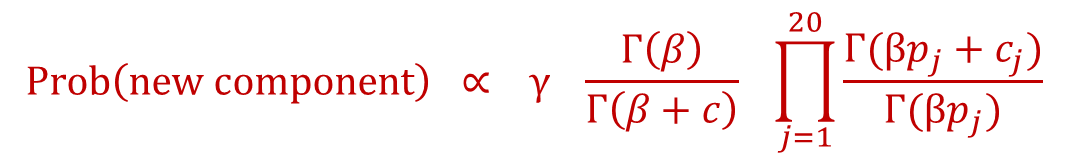 Prob(new component) ∝ γ Γ(β) / Γ(β + c) ∏_{j=1}^{20} Γ(βp_j + c_j) / Γ(βp_j)